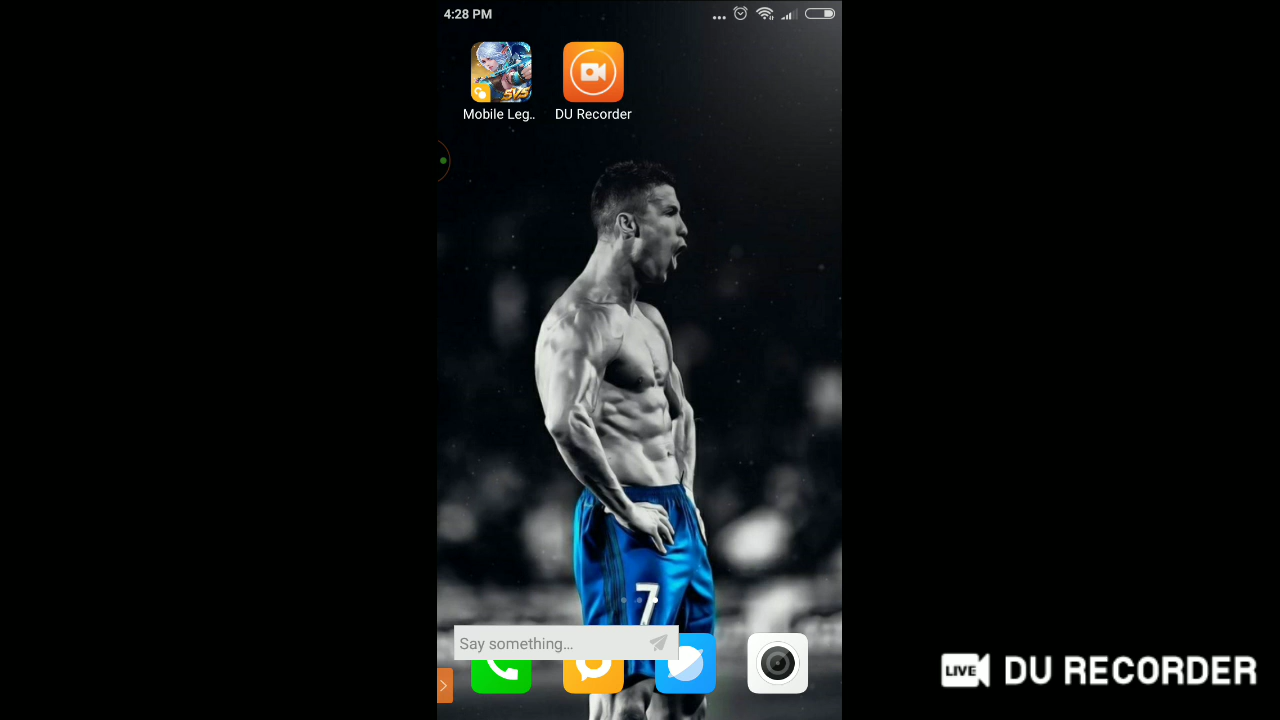 4:28 PM
5V5
Mobile Leg..
DU Recorder
7
Say something...
LIVE DU RECORDER